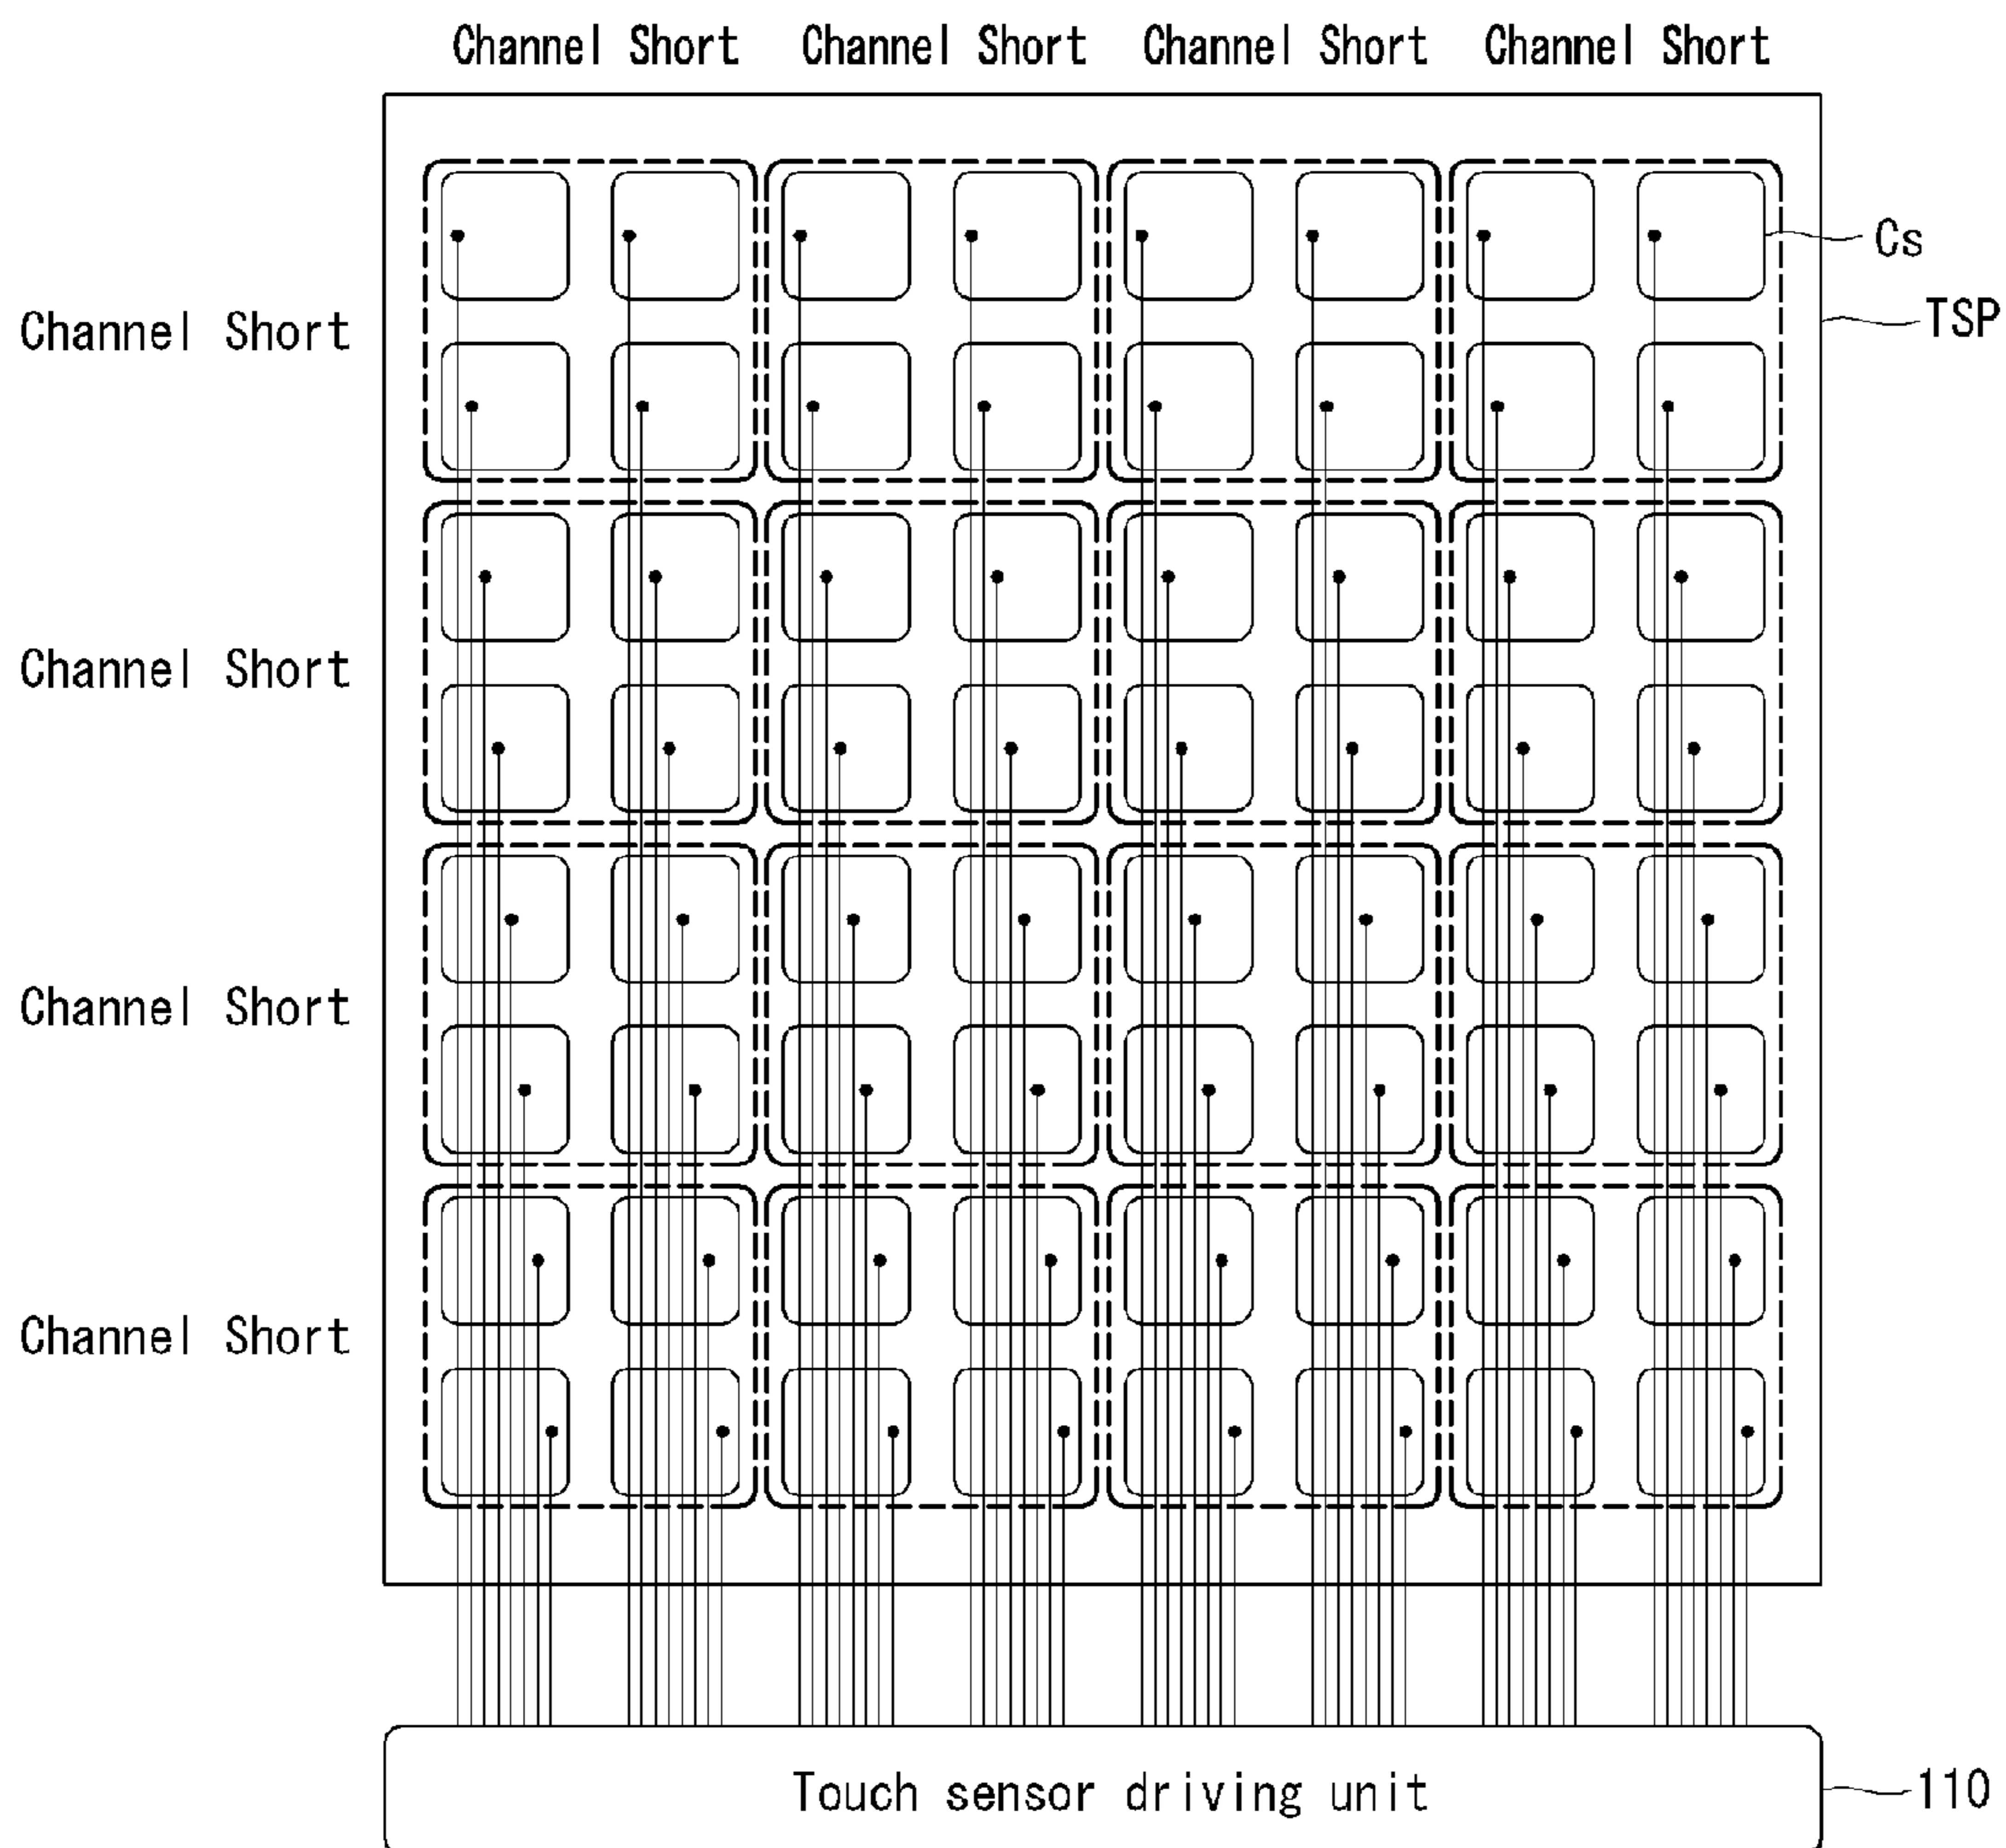 Channel Short Channel Short Channel Short Channel Short
Cs
TSP
Channel Short
Channel Short
Channel Short
Channel Short
Touch sensor driving unit
110